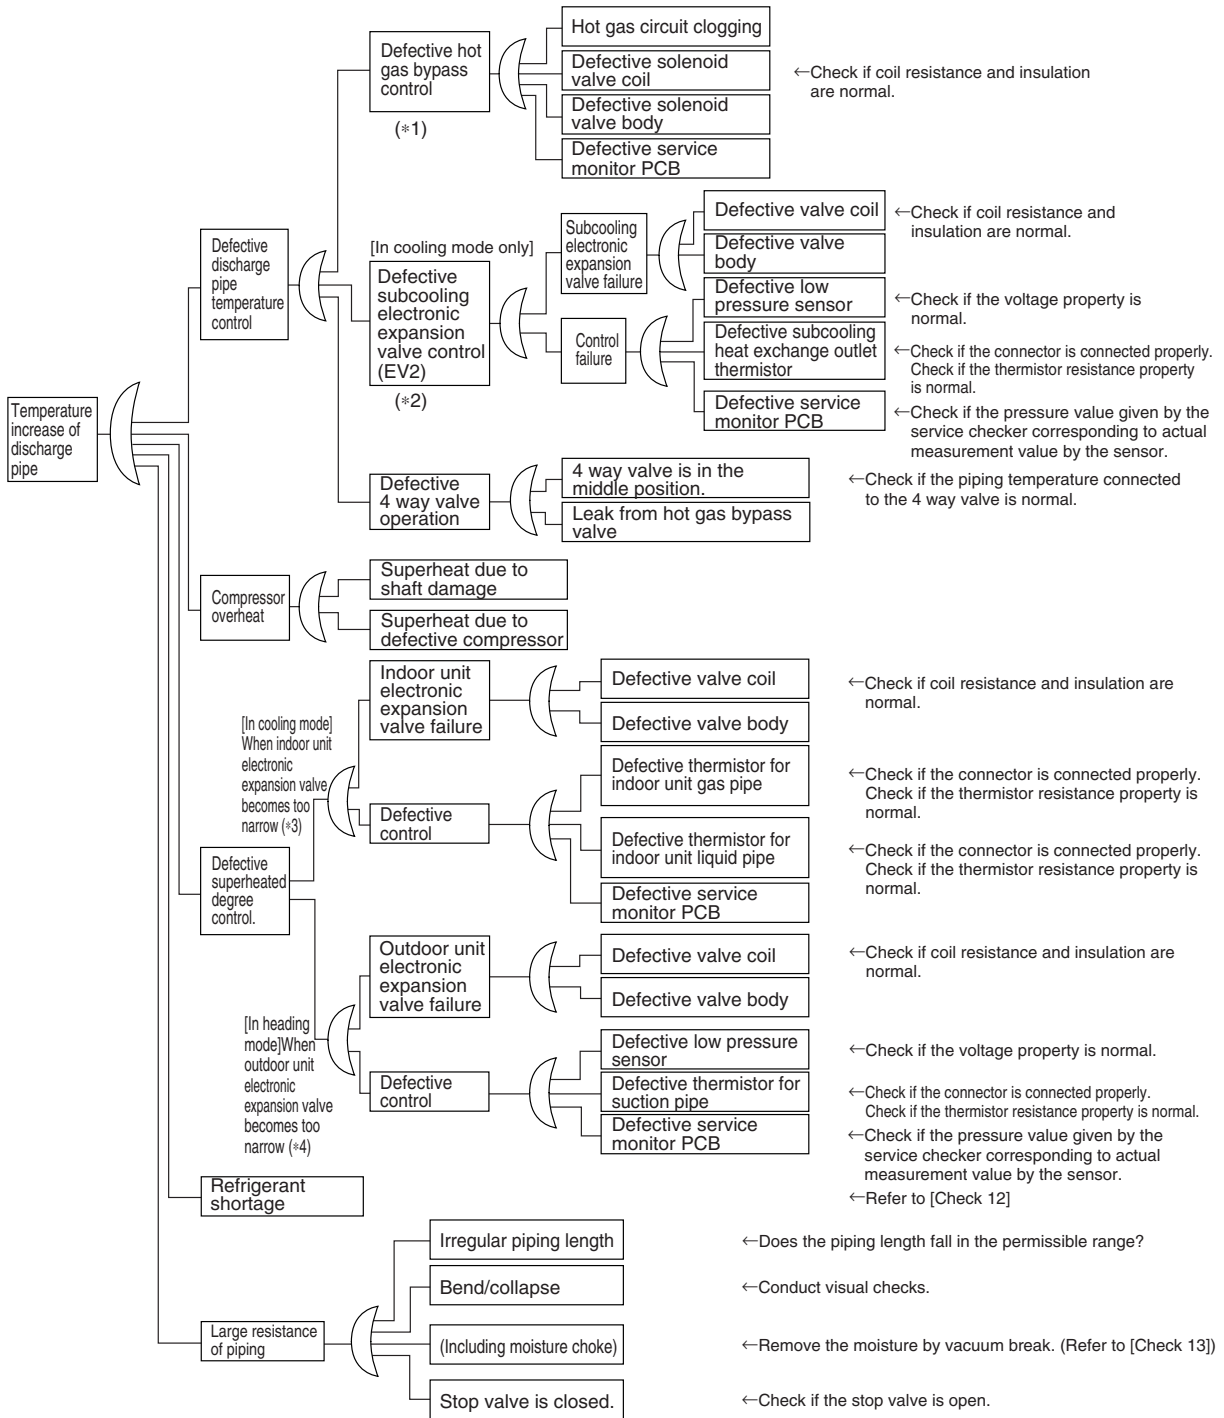 Hot gas circuit clogging
Defective hot
gas bypass
control
(*1)
Defective solenoid
valve coil
←Check if coil resistance and insulation
are normal.
Defective solenoid
valve body
Defective service
monitor PCB
Defective
discharge
pipe
temperature
control
[In cooling mode only]
Defective
subcooling
electronic
expansion
valve control
(EV2)
(*2)
Subcooling
electronic
expansion
valve failure
Defective valve coil
←Check if coil resistance and
insulation are normal.
Defective valve
body
Control
failure
Defective low
pressure sensor
←Check if the voltage property is
normal.
Defective subcooling
heat exchange outlet
thermistor
←Check if the connector is connected properly.
Check if the thermistor resistance property
is normal.
Defective service
monitor PCB
←Check if the pressure value given by the
service checker corresponding to actual
measurement value by the sensor.
Temperature
increase of
discharge
pipe
Defective
4 way valve
operation
4 way valve is in the
middle position.
←Check if the piping temperature connected
to the 4 way valve is normal.
Leak from hot gas bypass
valve
Compressor
overheat
Superheat due to
shaft damage
Superheat due to
defective compressor
Defective
superheated
degree
control.
[In cooling mode]
When indoor unit
electronic
expansion valve
becomes too
narrow (*3)
Indoor unit
electronic
expansion
valve failure
Defective valve coil
←Check if coil resistance and insulation are
normal.
Defective valve body
Defective
control
Defective thermistor for
indoor unit gas pipe
←Check if the connector is connected properly.
Check if the thermistor resistance property is
normal.
Defective thermistor for
indoor unit liquid pipe
←Check if the connector is connected properly.
Check if the thermistor resistance property is
normal.
Defective service
monitor PCB
[In heading
mode]When
outdoor unit
electronic
expansion valve
becomes too
narrow (*4)
Outdoor unit
electronic
expansion
valve failure
Defective valve coil
←Check if coil resistance and insulation are
normal.
Defective valve body
Defective
control
Defective low pressure
sensor
←Check if the voltage property is normal.
Defective thermistor for
suction pipe
←Check if the connector is connected properly.
Check if the thermistor resistance property is normal.
Defective service
monitor PCB
←Check if the pressure value given by the
service checker corresponding to actual
measurement value by the sensor.
Refrigerant
shortage
←Refer to [Check 12]
Large resistance
of piping
Irregular piping length
←Does the piping length fall in the permissible range?
Bend/collapse
←Conduct visual checks.
(Including moisture choke)
←Remove the moisture by vacuum break. (Refer to [Check 13])
Stop valve is closed.
←Check if the stop valve is open.